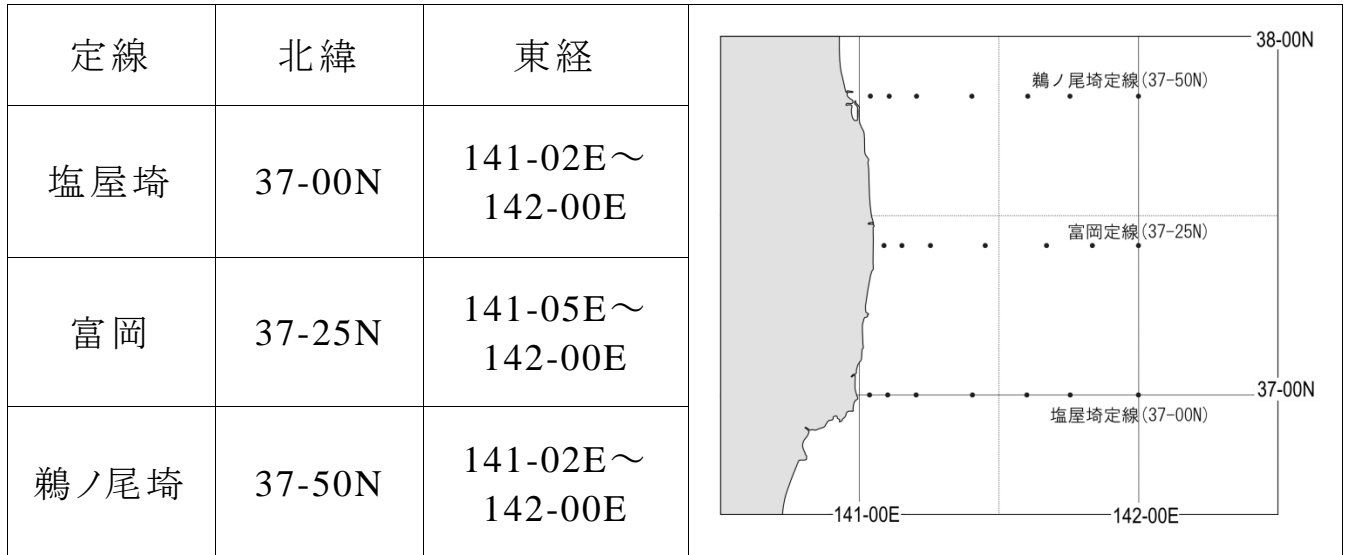 定線 北緯 東経
塩屋埼 37-00N 141-02E～
142-00E
富岡 37-25N 141-05E～
142-00E
鵜ノ尾埼 37-50N 141-02E～
142-00E
38-00N
鵜ノ尾埼定線(37-50N)
富岡定線(37-25N)
37-00N
塩屋埼定線(37-00N)
141-00E 142-00E